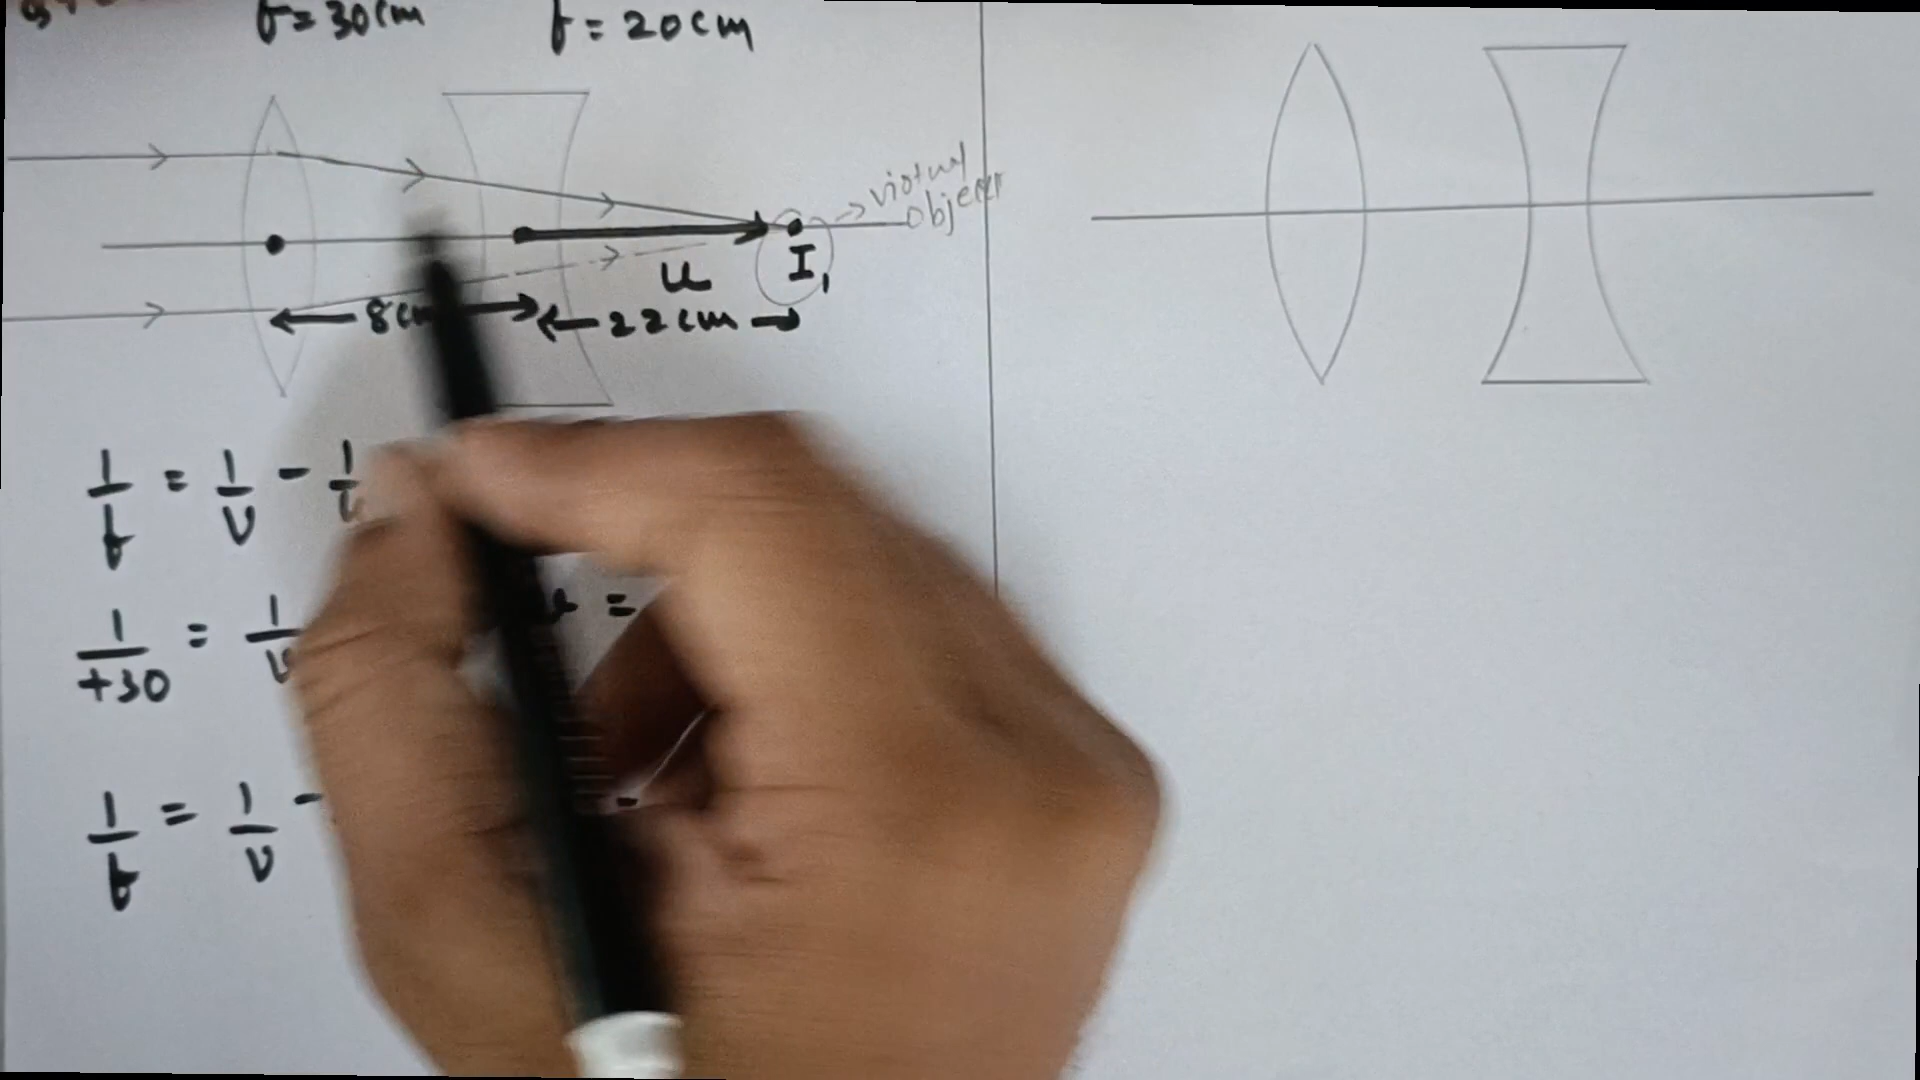 f = 30cm f = 20cm
→ virtual
object
u
I₁
8cm
22cm
1/f = 1/v - 1/
=
1/+30 = 1/v
1/f = 1/v -